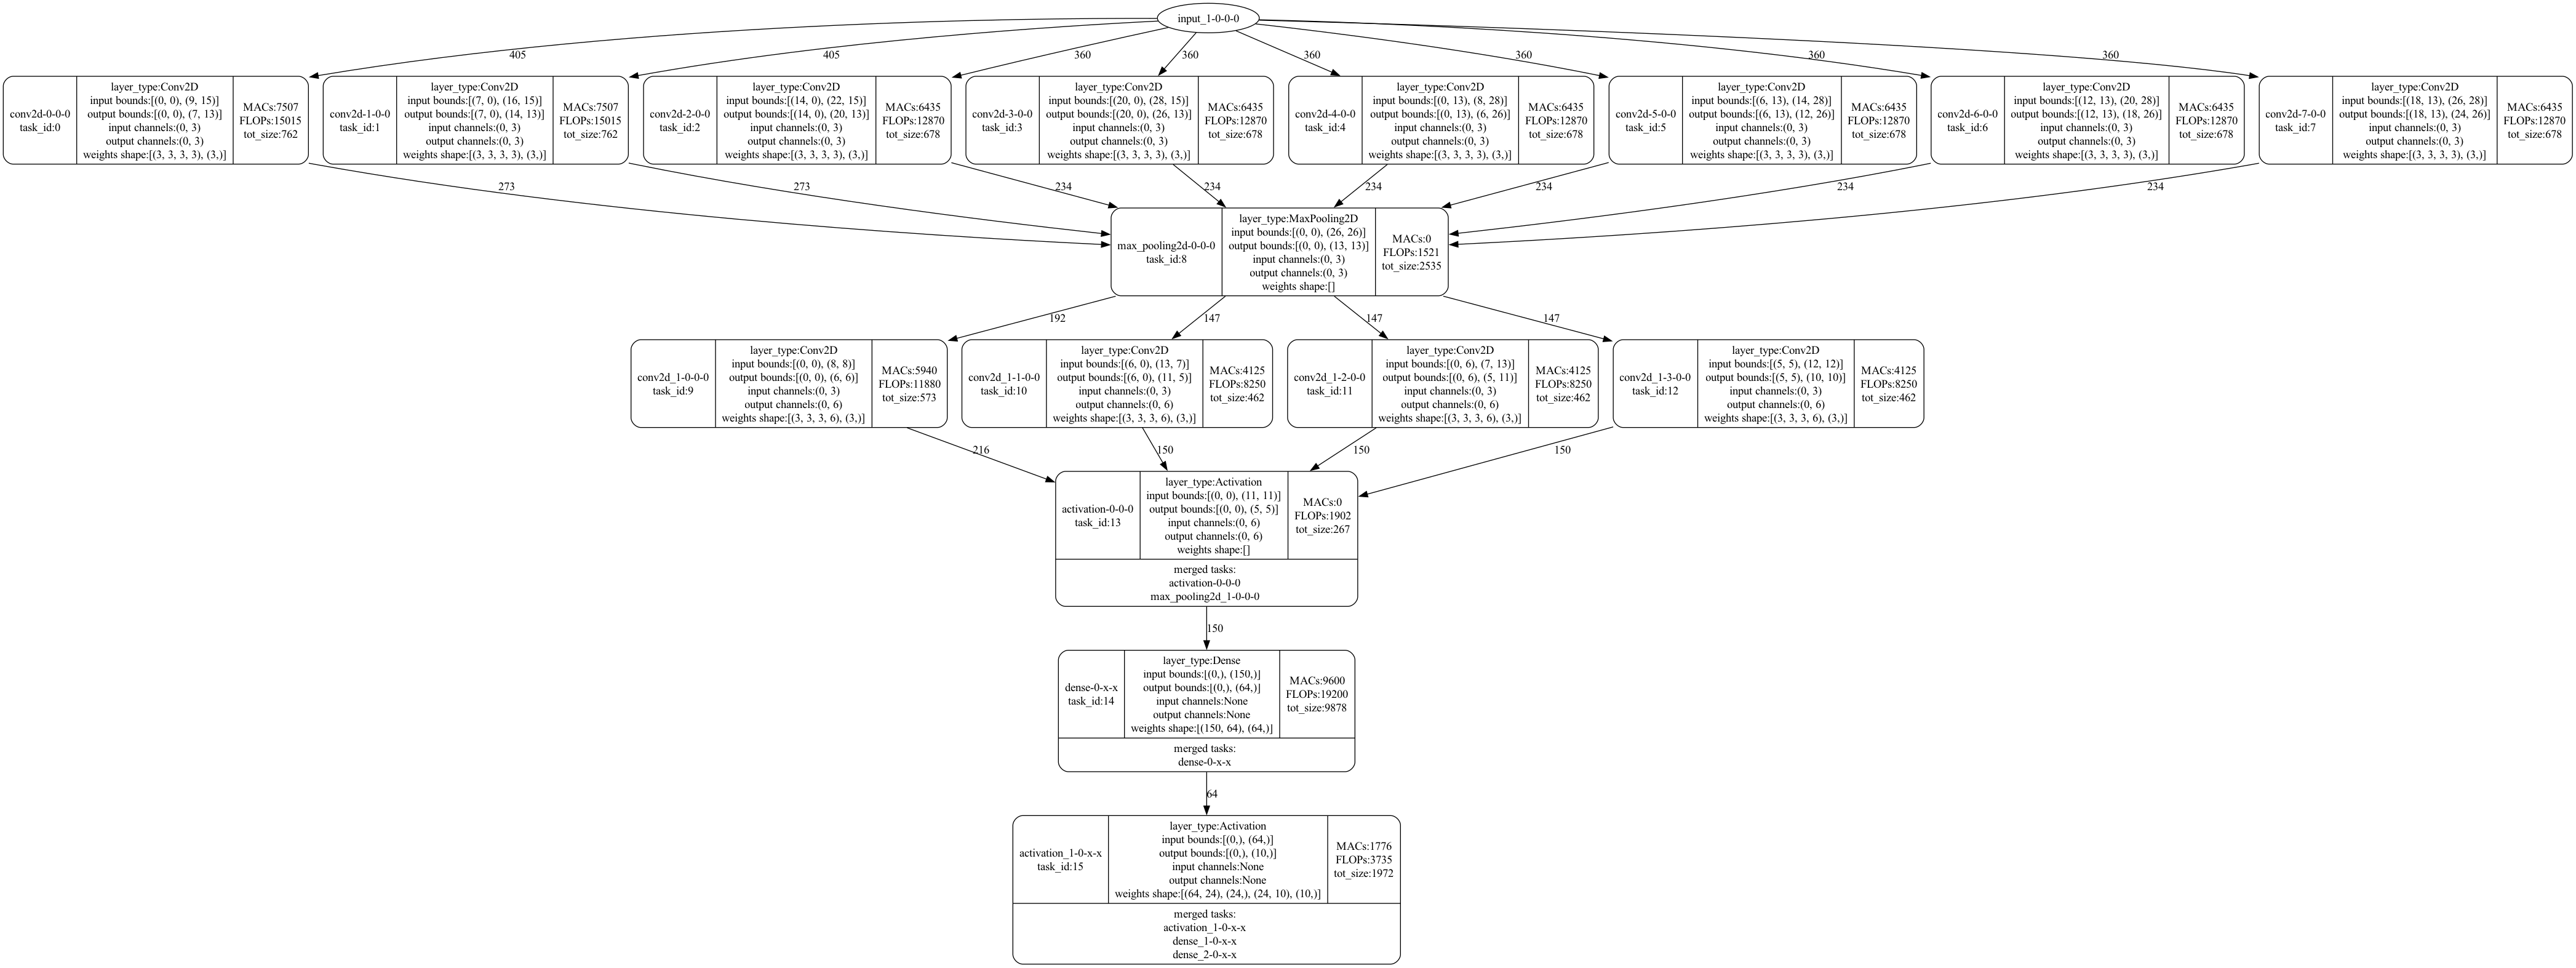 input_1-0-0-0
405
405
360
360
360
360
360
360
conv2d-0-0-0
task_id:0
layer_type:Conv2D
input bounds:[(0, 0), (9, 15)]
output bounds:[(0, 0), (7, 13)]
input channels:(0, 3)
output channels:(0, 3)
weights shape:[(3, 3, 3, 3), (3,)]
MACs:7507
FLOPs:15015
tot_size:762
conv2d-1-0-0
task_id:1
layer_type:Conv2D
input bounds:[(7, 0), (16, 15)]
output bounds:[(7, 0), (14, 13)]
input channels:(0, 3)
output channels:(0, 3)
weights shape:[(3, 3, 3, 3), (3,)]
MACs:7507
FLOPs:15015
tot_size:762
conv2d-2-0-0
task_id:2
layer_type:Conv2D
input bounds:[(14, 0), (22, 15)]
output bounds:[(14, 0), (20, 13)]
input channels:(0, 3)
output channels:(0, 3)
weights shape:[(3, 3, 3, 3), (3,)]
MACs:6435
FLOPs:12870
tot_size:678
conv2d-3-0-0
task_id:3
layer_type:Conv2D
input bounds:[(20, 0), (28, 15)]
output bounds:[(20, 0), (26, 13)]
input channels:(0, 3)
output channels:(0, 3)
weights shape:[(3, 3, 3, 3), (3,)]
MACs:6435
FLOPs:12870
tot_size:678
conv2d-4-0-0
task_id:4
layer_type:Conv2D
input bounds:[(0, 13), (8, 28)]
output bounds:[(0, 13), (6, 26)]
input channels:(0, 3)
output channels:(0, 3)
weights shape:[(3, 3, 3, 3), (3,)]
MACs:6435
FLOPs:12870
tot_size:678
conv2d-5-0-0
task_id:5
layer_type:Conv2D
input bounds:[(6, 13), (14, 28)]
output bounds:[(6, 13), (12, 26)]
input channels:(0, 3)
output channels:(0, 3)
weights shape:[(3, 3, 3, 3), (3,)]
MACs:6435
FLOPs:12870
tot_size:678
conv2d-6-0-0
task_id:6
layer_type:Conv2D
input bounds:[(12, 13), (20, 28)]
output bounds:[(12, 13), (18, 26)]
input channels:(0, 3)
output channels:(0, 3)
weights shape:[(3, 3, 3, 3), (3,)]
MACs:6435
FLOPs:12870
tot_size:678
conv2d-7-0-0
task_id:7
layer_type:Conv2D
input bounds:[(18, 13), (26, 28)]
output bounds:[(18, 13), (24, 26)]
input channels:(0, 3)
output channels:(0, 3)
weights shape:[(3, 3, 3, 3), (3,)]
MACs:6435
FLOPs:12870
tot_size:678
273
273
234
234
234
234
234
234
max_pooling2d-0-0-0
task_id:8
layer_type:MaxPooling2D
input bounds:[(0, 0), (26, 26)]
output bounds:[(0, 0), (13, 13)]
input channels:(0, 3)
output channels:(0, 3)
weights shape:[]
MACs:0
FLOPs:1521
tot_size:2535
192
147
147
147
conv2d_1-0-0-0
task_id:9
layer_type:Conv2D
input bounds:[(0, 0), (8, 8)]
output bounds:[(0, 0), (6, 6)]
input channels:(0, 3)
output channels:(0, 6)
weights shape:[(3, 3, 3, 6), (3,)]
MACs:5940
FLOPs:11880
tot_size:573
conv2d_1-1-0-0
task_id:10
layer_type:Conv2D
input bounds:[(6, 0), (13, 7)]
output bounds:[(6, 0), (11, 5)]
input channels:(0, 3)
output channels:(0, 6)
weights shape:[(3, 3, 3, 6), (3,)]
MACs:4125
FLOPs:8250
tot_size:462
conv2d_1-2-0-0
task_id:11
layer_type:Conv2D
input bounds:[(0, 6), (7, 13)]
output bounds:[(0, 6), (5, 11)]
input channels:(0, 3)
output channels:(0, 6)
weights shape:[(3, 3, 3, 6), (3,)]
MACs:4125
FLOPs:8250
tot_size:462
conv2d_1-3-0-0
task_id:12
layer_type:Conv2D
input bounds:[(5, 5), (12, 12)]
output bounds:[(5, 5), (10, 10)]
input channels:(0, 3)
output channels:(0, 6)
weights shape:[(3, 3, 3, 6), (3,)]
MACs:4125
FLOPs:8250
tot_size:462
216
150
150
150
activation-0-0-0
task_id:13
layer_type:Activation
input bounds:[(0, 0), (11, 11)]
output bounds:[(0, 0), (5, 5)]
input channels:(0, 6)
output channels:(0, 6)
weights shape:[]
MACs:0
FLOPs:1902
tot_size:267
merged tasks:
activation-0-0-0
max_pooling2d_1-0-0-0
150
dense-0-x-x
task_id:14
layer_type:Dense
input bounds:[(0,), (150,)]
output bounds:[(0,), (64,)]
input channels:None
output channels:None
weights shape:[(150, 64), (64,)]
MACs:9600
FLOPs:19200
tot_size:9878
merged tasks:
dense-0-x-x
64
activation_1-0-x-x
task_id:15
layer_type:Activation
input bounds:[(0,), (64,)]
output bounds:[(0,), (10,)]
input channels:None
output channels:None
weights shape:[(64, 24), (24,), (24, 10), (10,)]
MACs:1776
FLOPs:3735
tot_size:1972
merged tasks:
activation_1-0-x-x
dense_1-0-x-x
dense_2-0-x-x